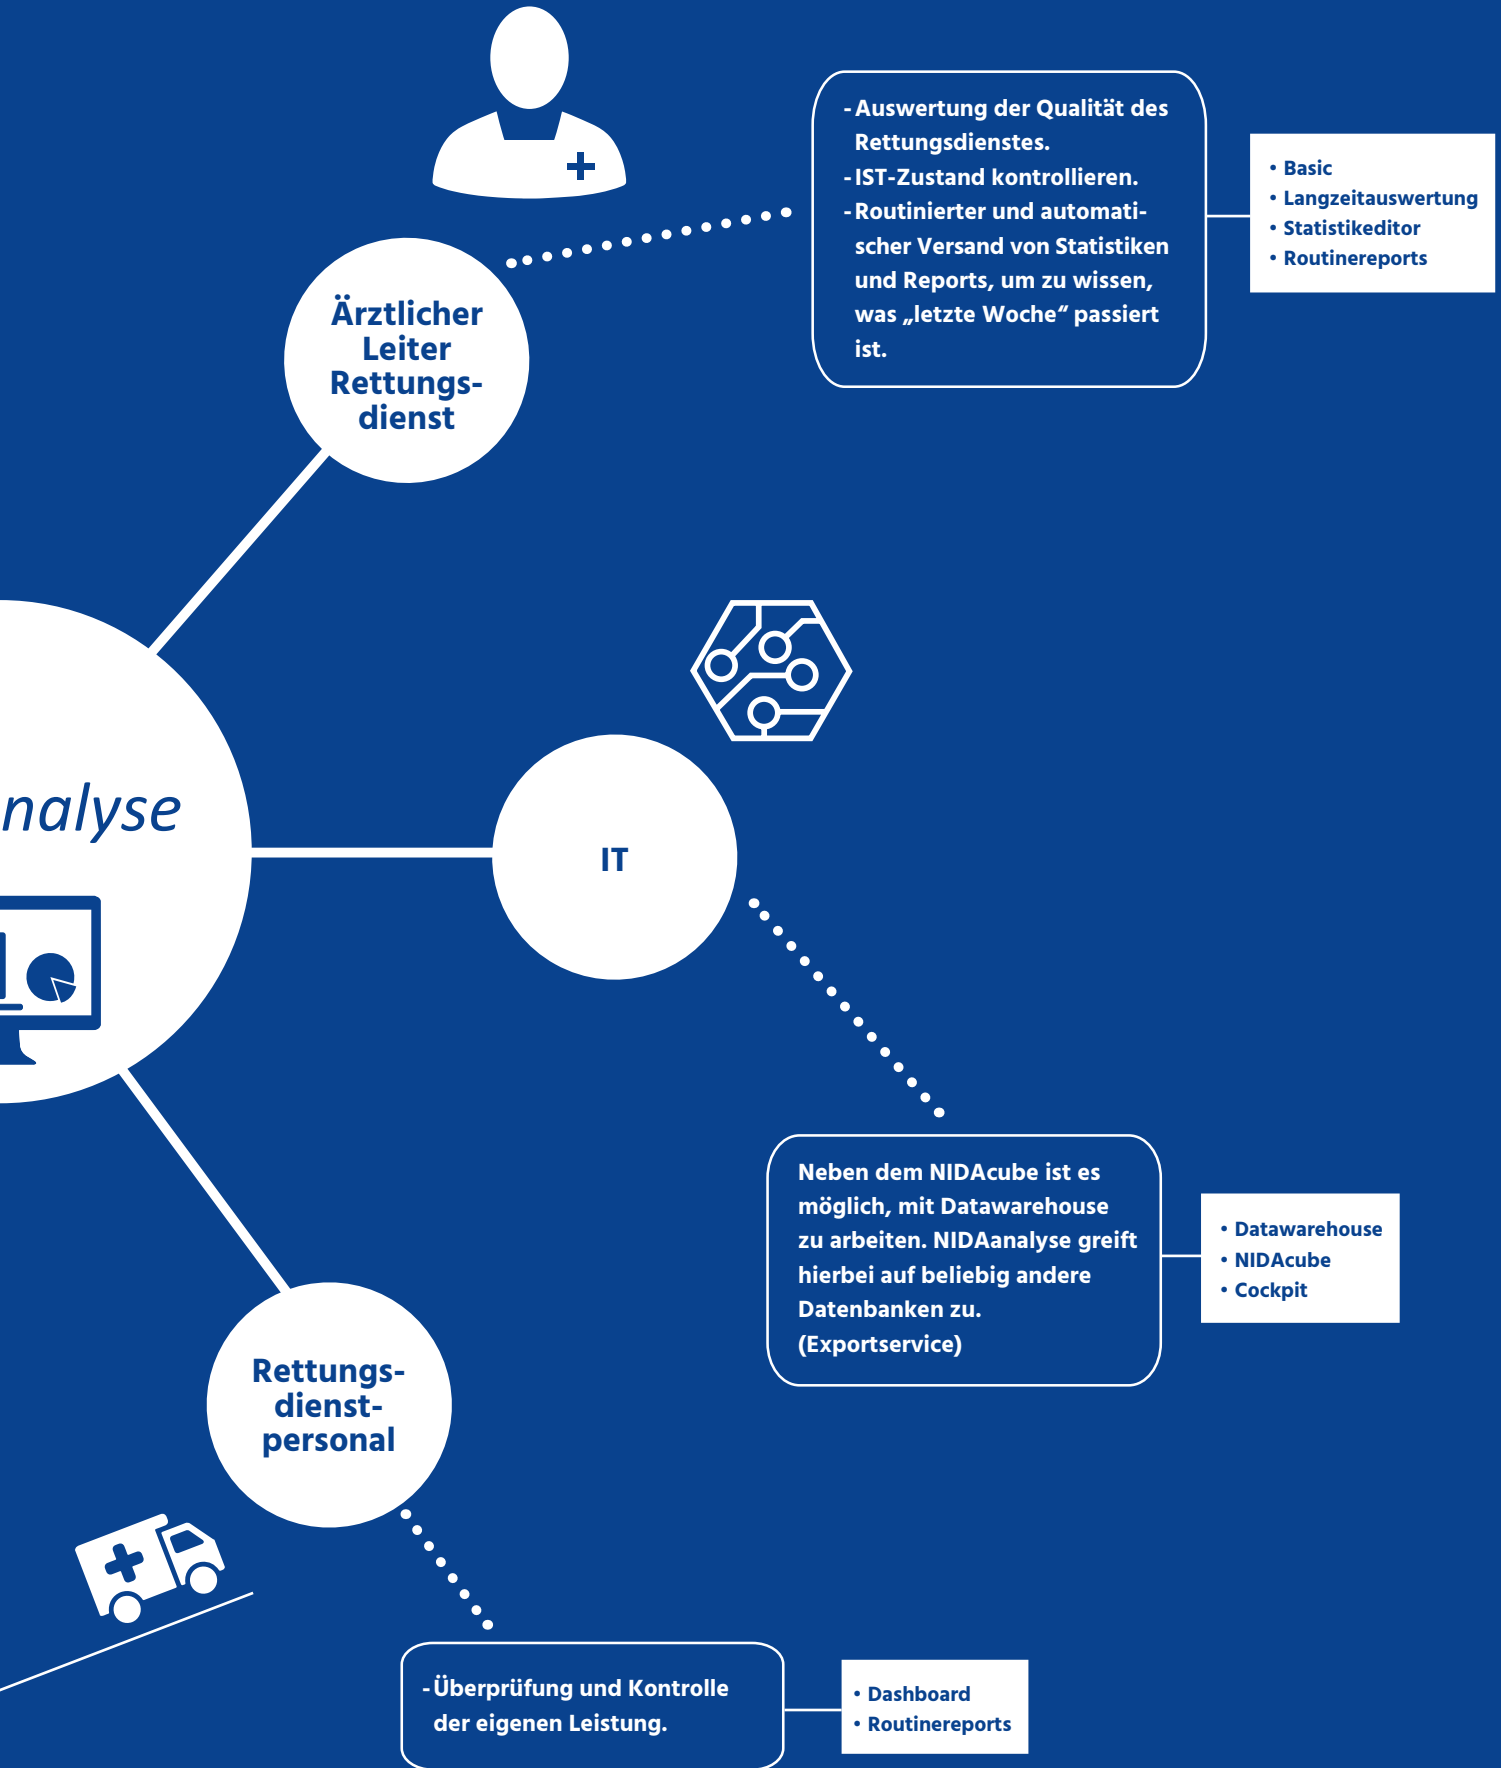 - Auswertung der Qualität des
Rettungsdienstes.
- IST-Zustand kontrollieren.
- Routinierter und automati-
scher Versand von Statistiken
und Reports, um zu wissen,
was „letzte Woche“ passiert
ist.
• Basic
• Langzeitauswertung
• Statistikeditor
• Routinereports
Ärztlicher
Leiter
Rettungs-
dienst
nalyse
IT
Neben dem NIDAcube ist es
möglich, mit Datawarehouse
zu arbeiten. NIDAanalyse greift
hierbei auf beliebig andere
Datenbanken zu.
(Exportservice)
• Datawarehouse
• NIDAcube
• Cockpit
Rettungs-
dienst-
personal
- Überprüfung und Kontrolle
der eigenen Leistung.
• Dashboard
• Routinereports